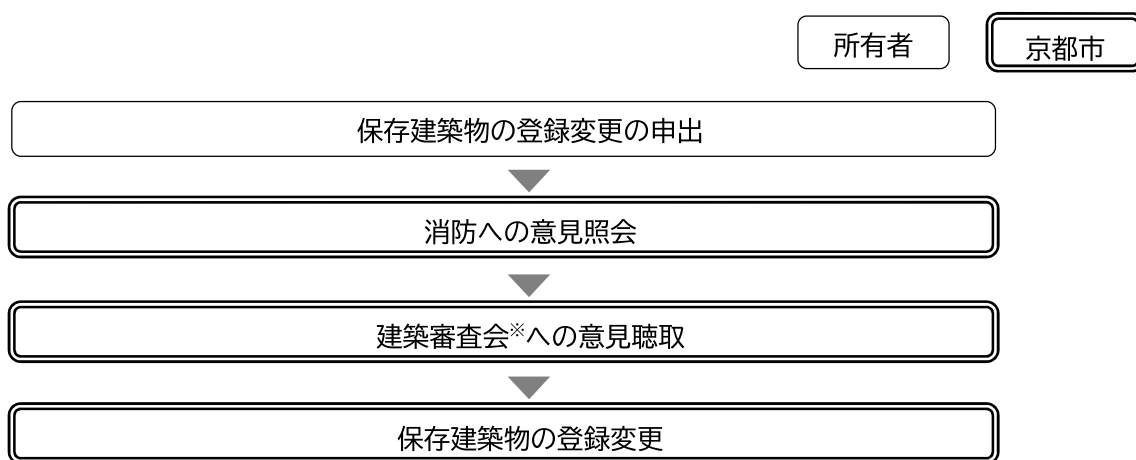 所有者
京都市
保存建築物の登録変更の申出
消防への意見照会
建築審査会※への意見聴取
保存建築物の登録変更